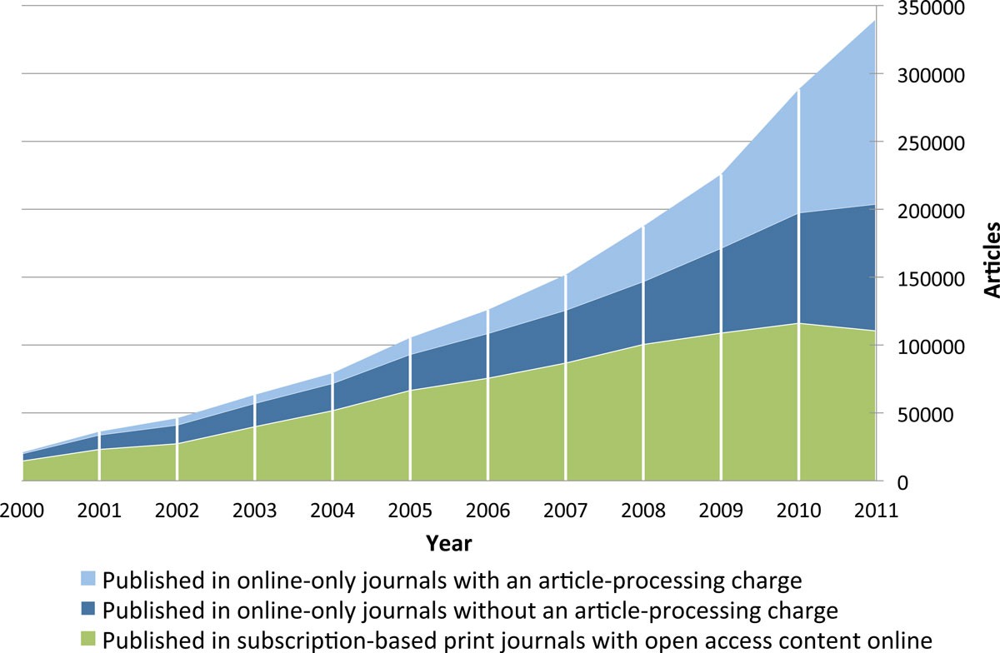 350000
300000
250000
200000
150000
100000
50000
0
Articles
2000 2001 2002 2003 2004 2005 2006 2007 2008 2009 2010 2011
Year
Published in online-only journals with an article-processing charge
Published in online-only journals without an article-processing charge
Published in subscription-based print journals with open access content online